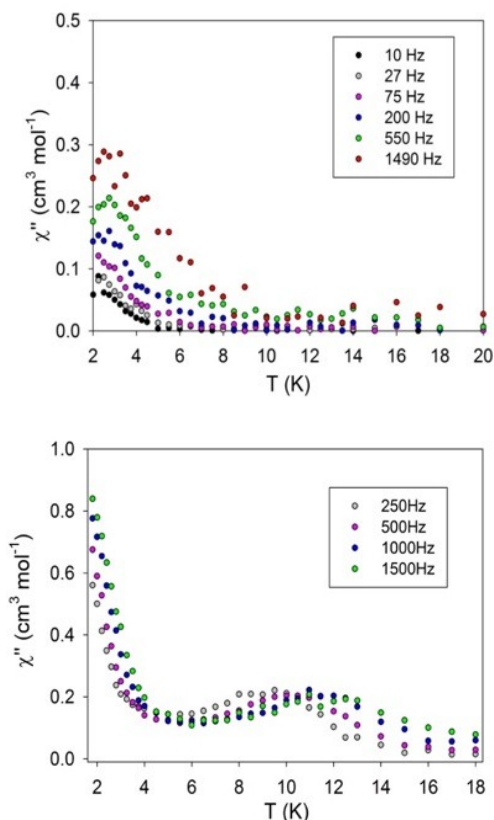 0.5
0.4
0.3
0.2
0.1
0.0
χ'' (cm³ mol⁻¹)
10 Hz
27 Hz
75 Hz
200 Hz
550 Hz
1490 Hz
2 4 6 8 10 12 14 16 18 20
T (K)
1.0
0.8
0.6
0.4
0.2
0.0
χ'' (cm³ mol⁻¹)
250Hz
500Hz
1000Hz
1500Hz
2 4 6 8 10 12 14 16 18
T (K)